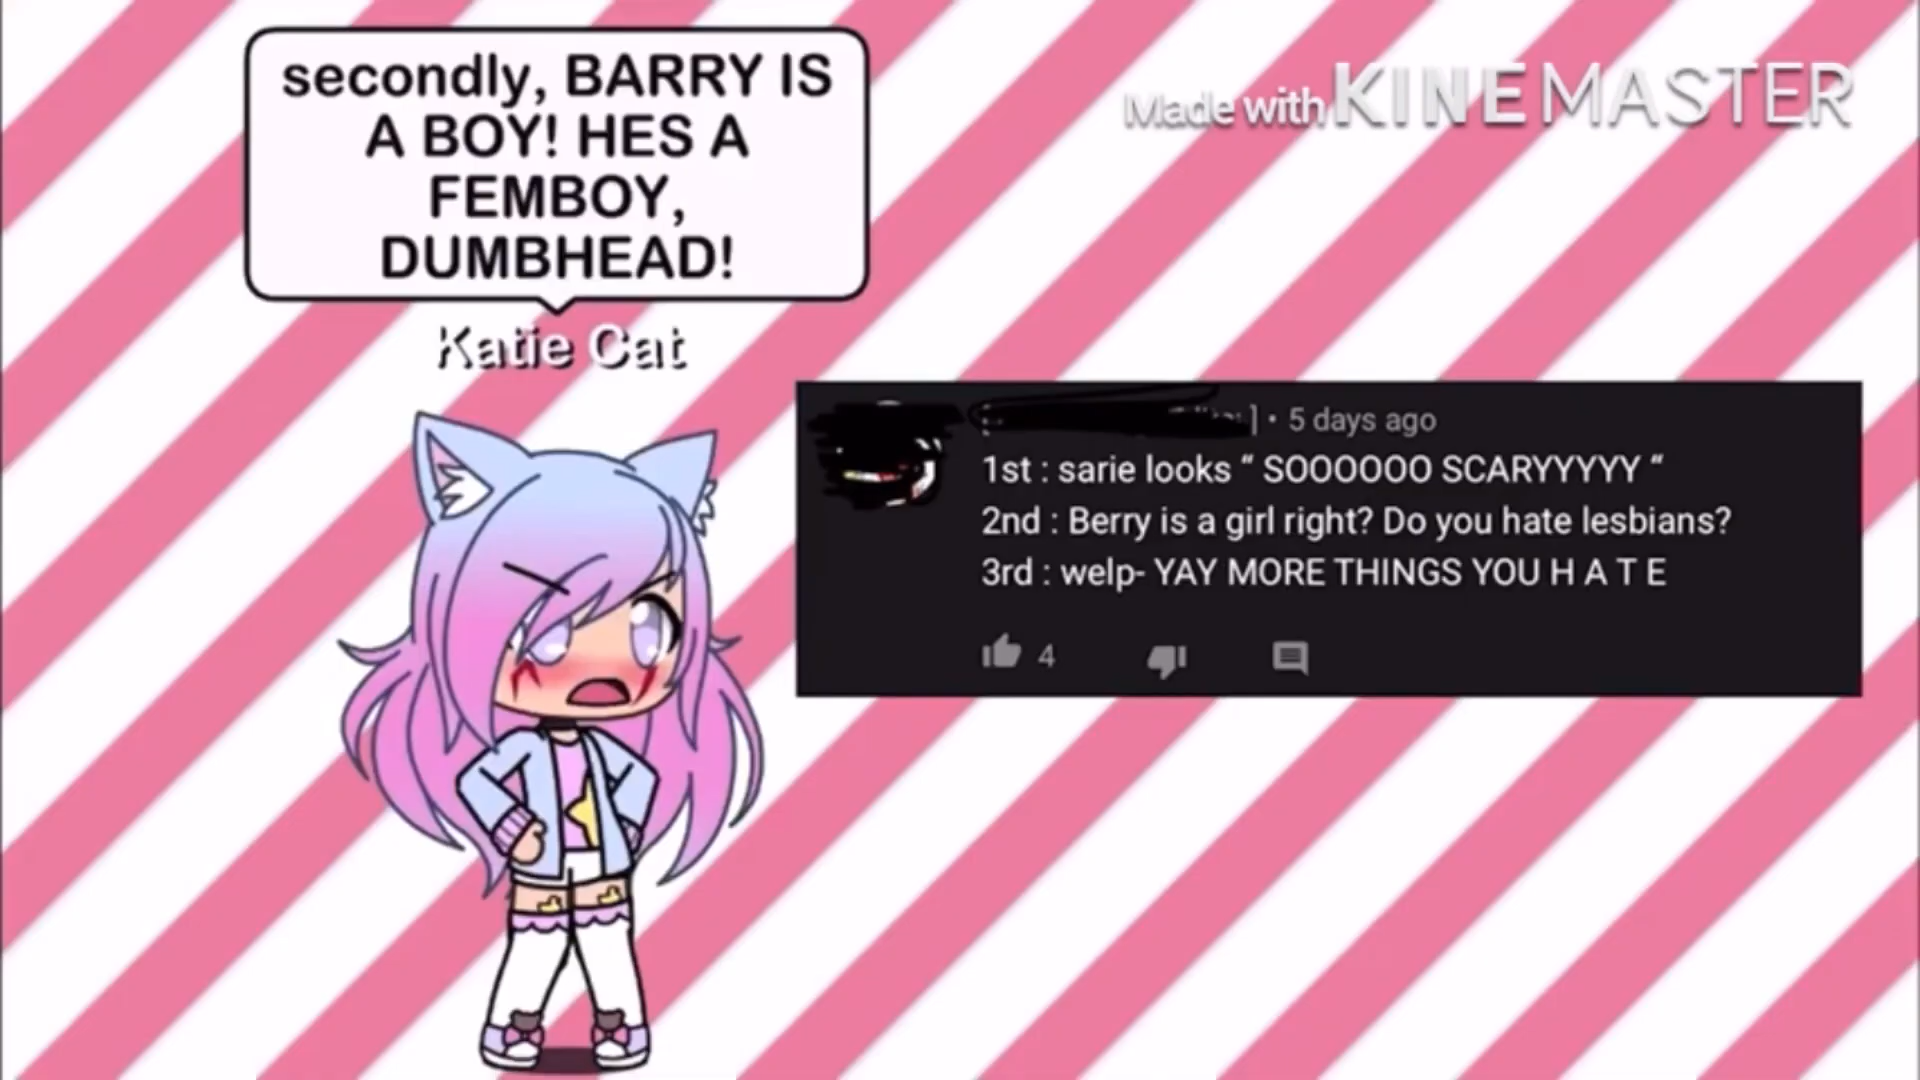 secondly, BARRY IS
A BOY! HES A
FEMBOY,
DUMBHEAD!
Katie Cat
Made with KINEMASTER
• 5 days ago
1st : sarie looks “ SOOOOOO SCARYYYYY “
2nd : Berry is a girl right? Do you hate lesbians?
3rd : welp- YAY MORE THINGS YOU H A T E
4